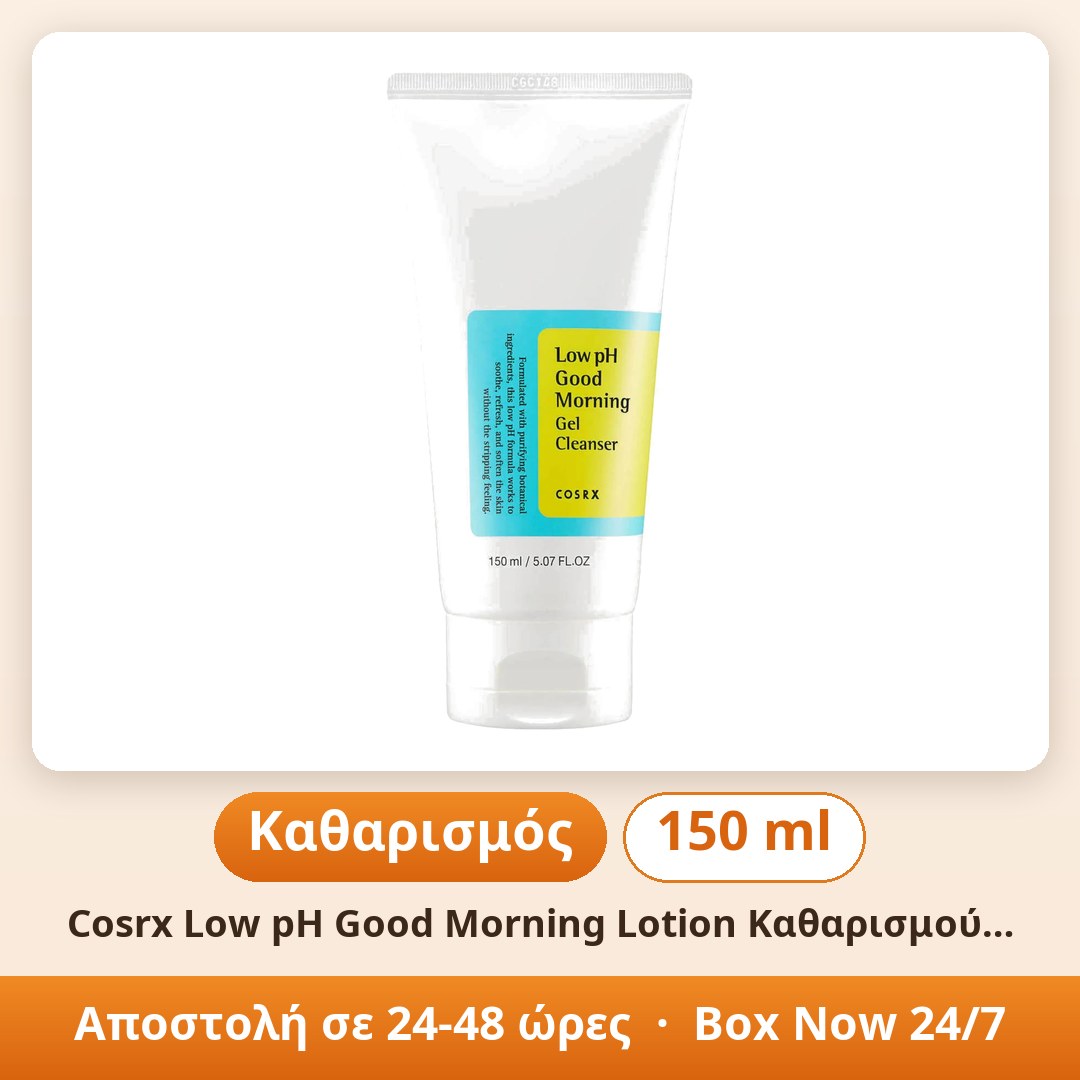 CGC14B
Low pH
Good
Morning
Gel
Cleanser
COSRX
Formulated with purifying botanical
ingredients, this low pH formula works to
soothe, refresh, and soften the skin
without the stripping feeling.
150 ml / 5.07 FL.OZ
Καθαρισμός
150 ml
Cosrx Low pH Good Morning Lotion Καθαρισμού...
Αποστολή σε 24-48 ώρες · Box Now 24/7